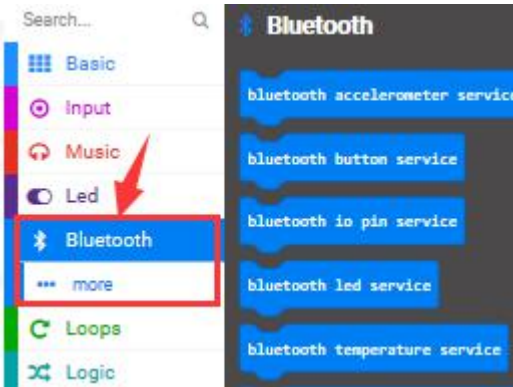 Search...
Basic
Input
Music
Led
Bluetooth
more
Loops
Logic
Bluetooth
bluetooth accelerometer service
bluetooth button service
bluetooth io pin service
bluetooth led service
bluetooth temperature service